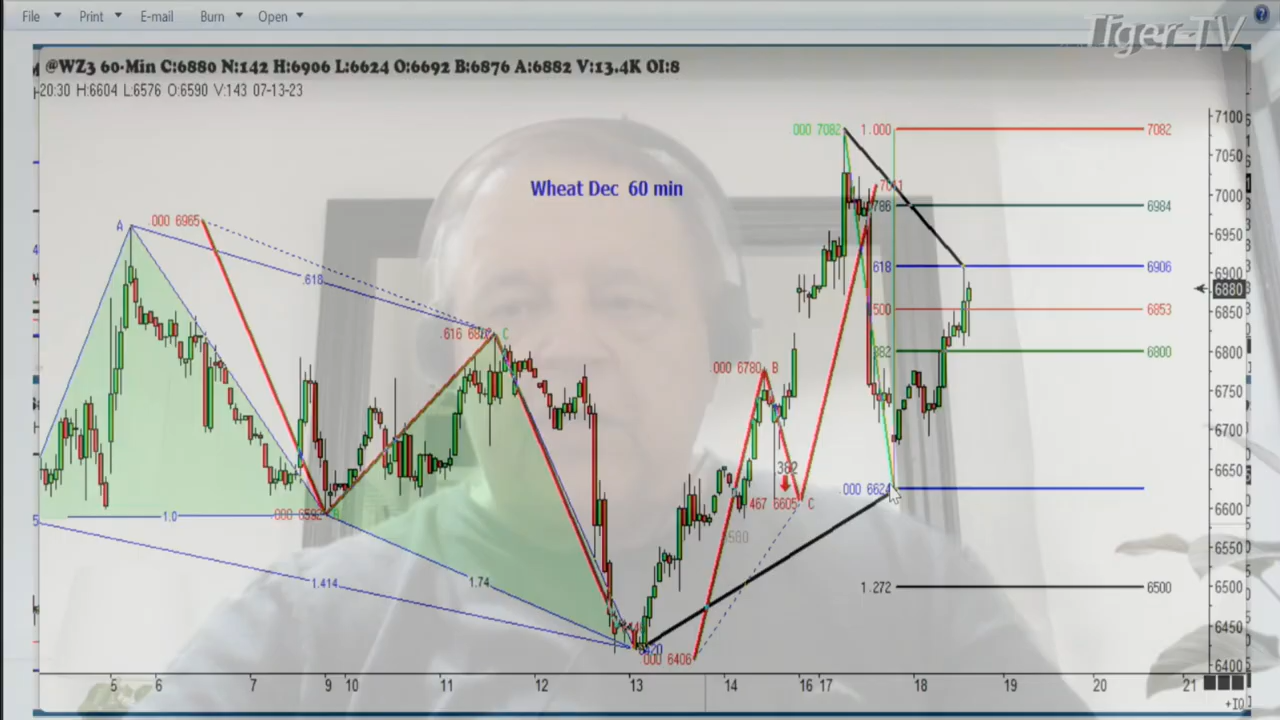 File Print E-mail Burn Open ?
Tiger-TV
@WZ3 60-Min C:6880 N:142 H:6906 L:6624 O:6692 B:6876 A:6882 V:13.4K OI:8
20:30 H:6604 L:6576 O:6590 V:143 07-13-23
Wheat Dec 60 min
7100
000 7082 1.000 7082
7050
7011
7000
786 6984
A 000 6965
6950
.618 618 6906
6900
6880
6850
500 6853
.616 C
6800
382 6800
000 6780 B
6750
6700
.382
6650
000 6624
467 6605 C
6600
1.0 000 6592 B
6550
1.414 1.74
1.272 6500
6500
6450
000 6406
6400
5 6 7 9 10 11 12 13 14 16 17 18 19 20 21